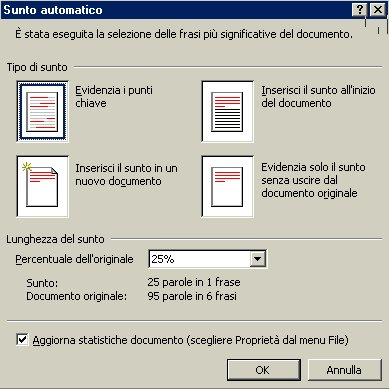 Sunto automatico
È stata eseguita la selezione delle frasi più significative del documento.
Tipo di sunto
Evidenzia i punti
chiave
Inserisci il sunto all'inizio
del documento
Inserisci il sunto in un
nuovo documento
Evidenzia solo il sunto
senza uscire dal
documento originale
Lunghezza del sunto
Percentuale dell'originale 25%
Sunto: 25 parole in 1 frase
Documento originale: 95 parole in 6 frasi
Aggiorna statistiche documento (scegliere Proprietà dal menu File)
OK Annulla